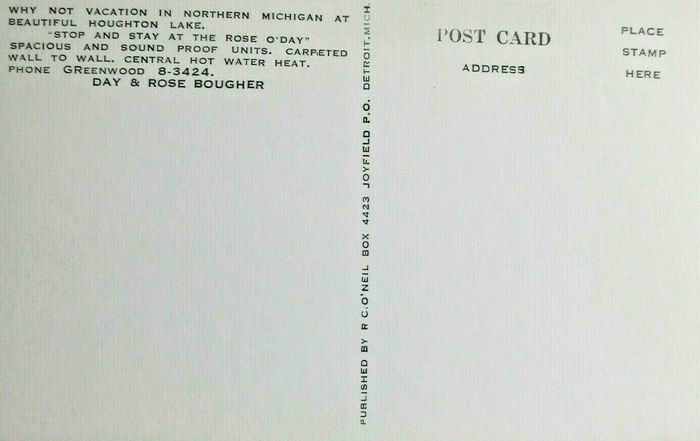 WHY NOT VACATION IN NORTHERN MICHIGAN AT
BEAUTIFUL HOUGHTON LAKE.
"STOP AND STAY AT THE ROSE O'DAY"
SPACIOUS AND SOUND PROOF UNITS. CARPETED
WALL TO WALL. CENTRAL HOT WATER HEAT.
PHONE GREENWOOD 8-3424.
DAY & ROSE BOUGHER
PUBLISHED BY R C.O'NEIL BOX 4423 JOYFIELD P.O. DETROIT, MICH.
POST CARD
ADDRESS
PLACE
STAMP
HERE